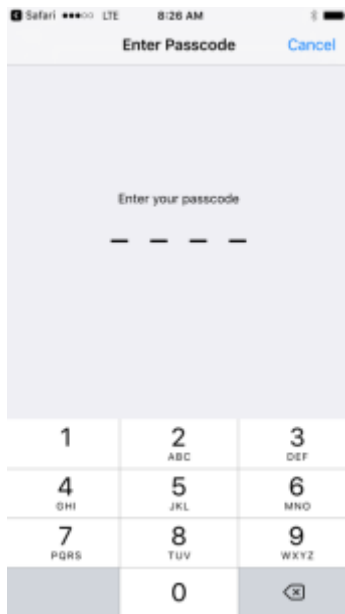 Safari LTE 8:26 AM
Enter Passcode Cancel
Enter your passcode
1 2 3
ABC DEF
4 5 6
GHI JKL MNO
7 8 9
PQRS TUV WXYZ
0